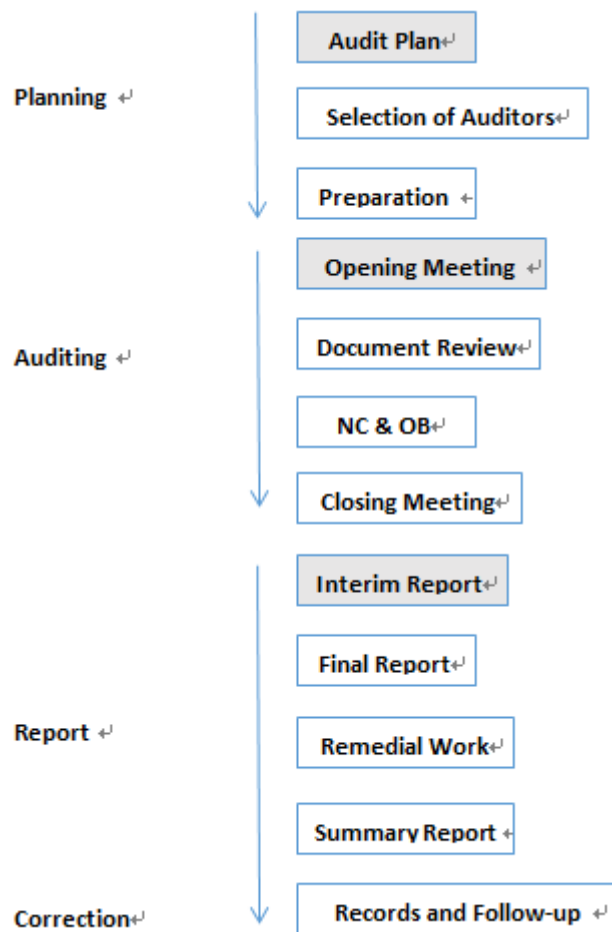 Audit Plan
Planning
Selection of Auditors
Preparation
Opening Meeting
Document Review
Auditing
NC & OB
Closing Meeting
Interim Report
Final Report
Report
Remedial Work
Summary Report
Records and Follow-up
Correction